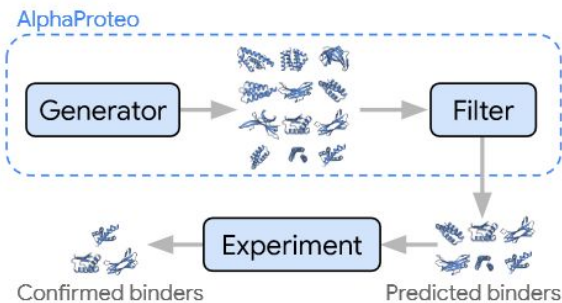 AlphaProteo
Generator
Filter
Experiment
Confirmed binders
Predicted binders